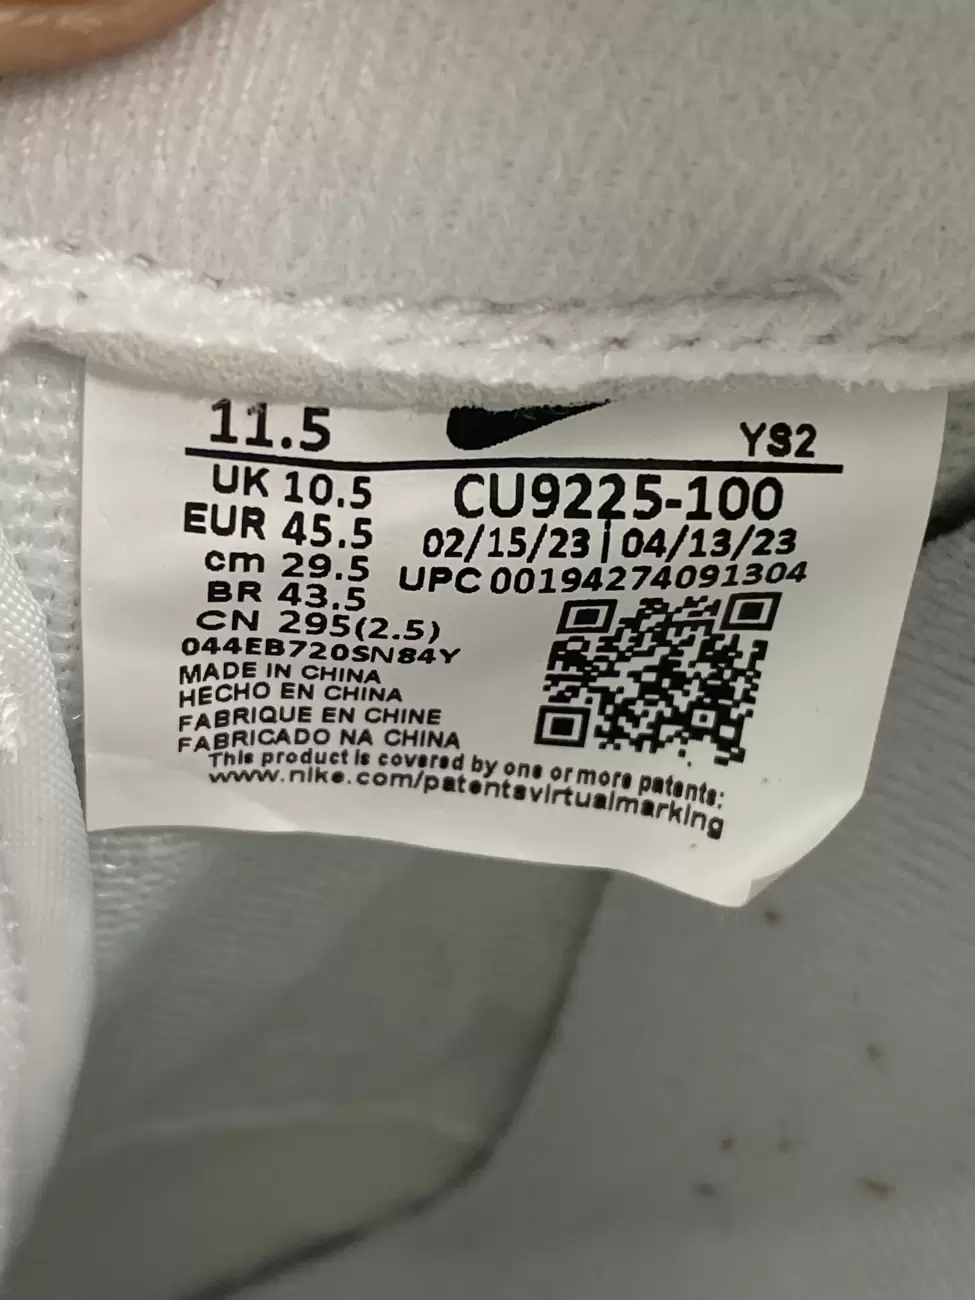 11.5
YS2
UK 10.5
EUR 45.5
cm 29.5
BR 43.5
CN 295(2.5)
CU9225-100
02/15/23 | 04/13/23
UPC 00194274091304
044EB720SN84Y
MADE IN CHINA
HECHO EN CHINA
FABRIQUE EN CHINE
FABRICADO NA CHINA
This product is covered by one or more patents:
www.nike.com/patentsvirtualmarking